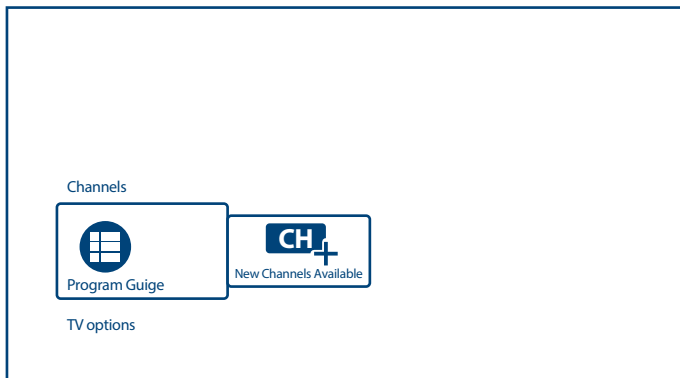 Channels
CH
Program Guige
New Channels Available
TV options